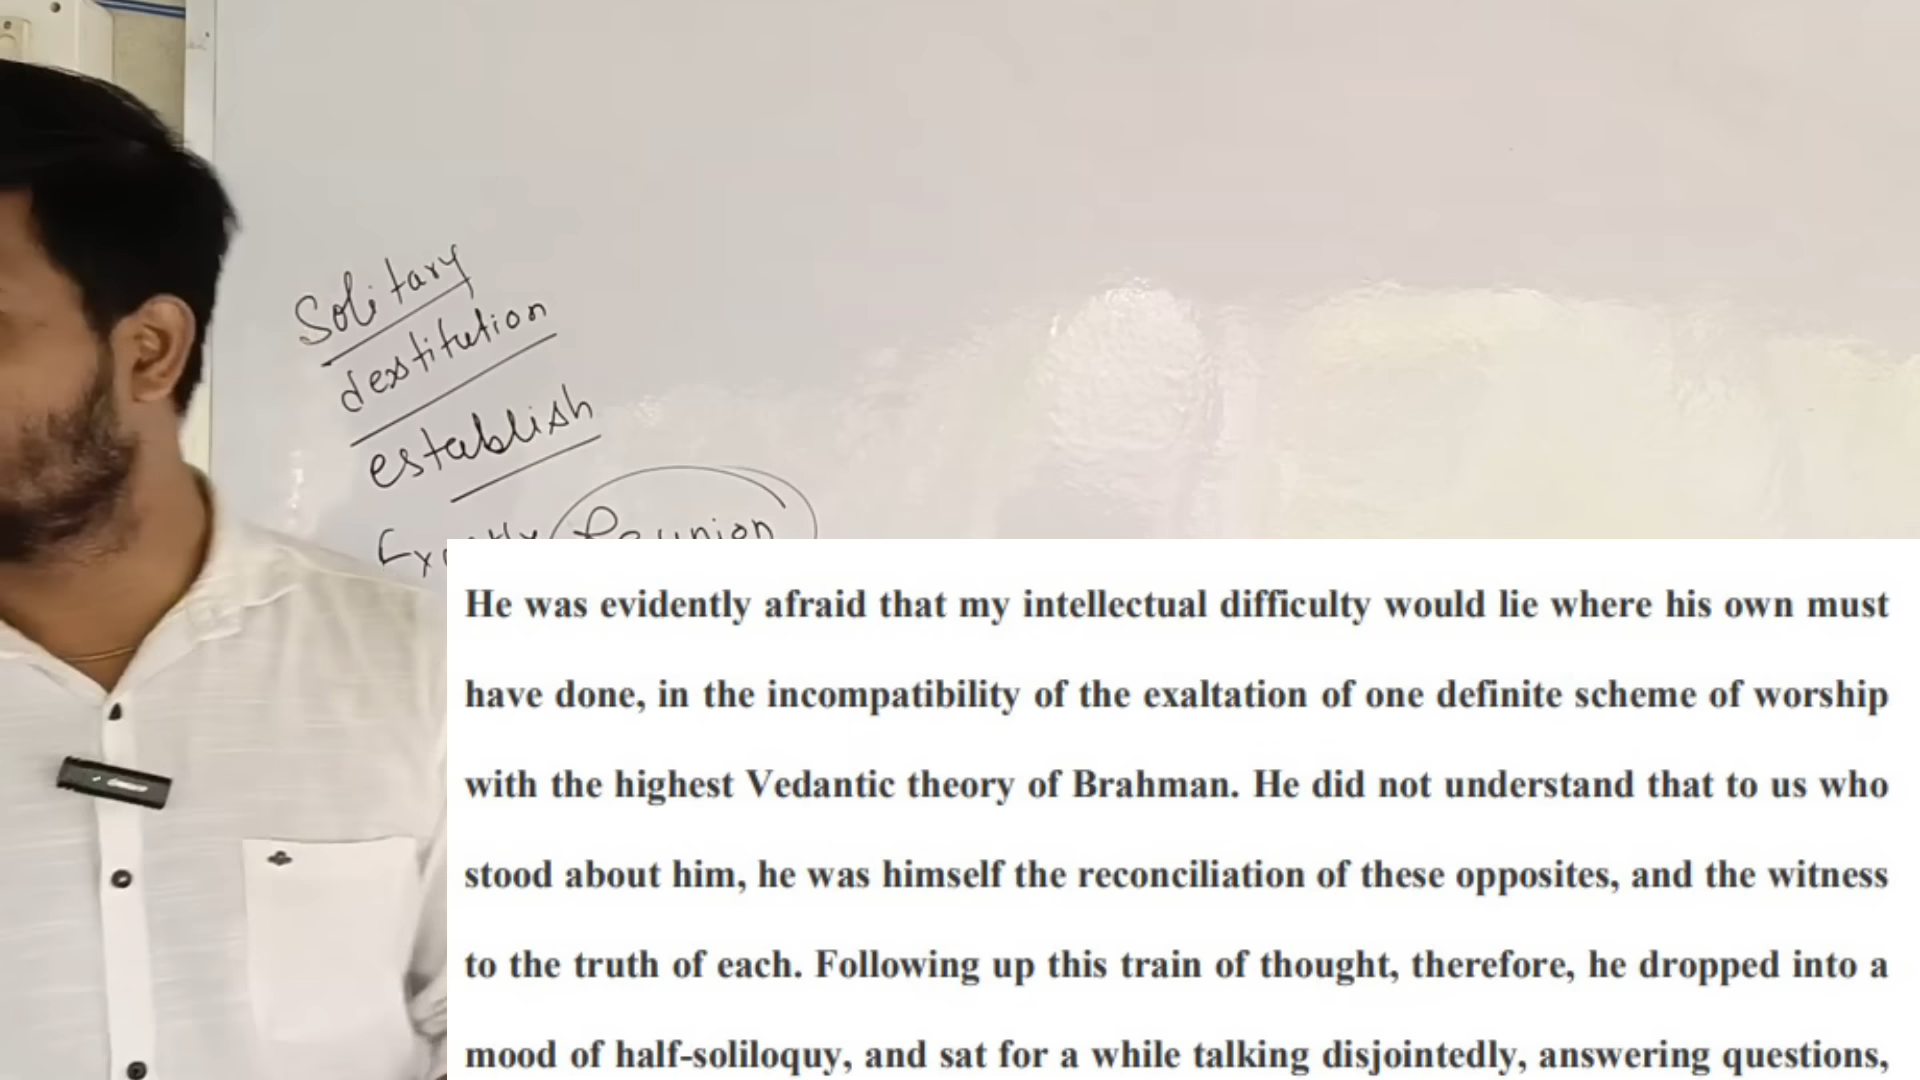 Solitary
destitution
establish
Reunion
He was evidently afraid that my intellectual difficulty would lie where his own must
have done, in the incompatibility of the exaltation of one definite scheme of worship
with the highest Vedantic theory of Brahman. He did not understand that to us who
stood about him, he was himself the reconciliation of these opposites, and the witness
to the truth of each. Following up this train of thought, therefore, he dropped into a
mood of half-soliloquy, and sat for a while talking disjointedly, answering questions,